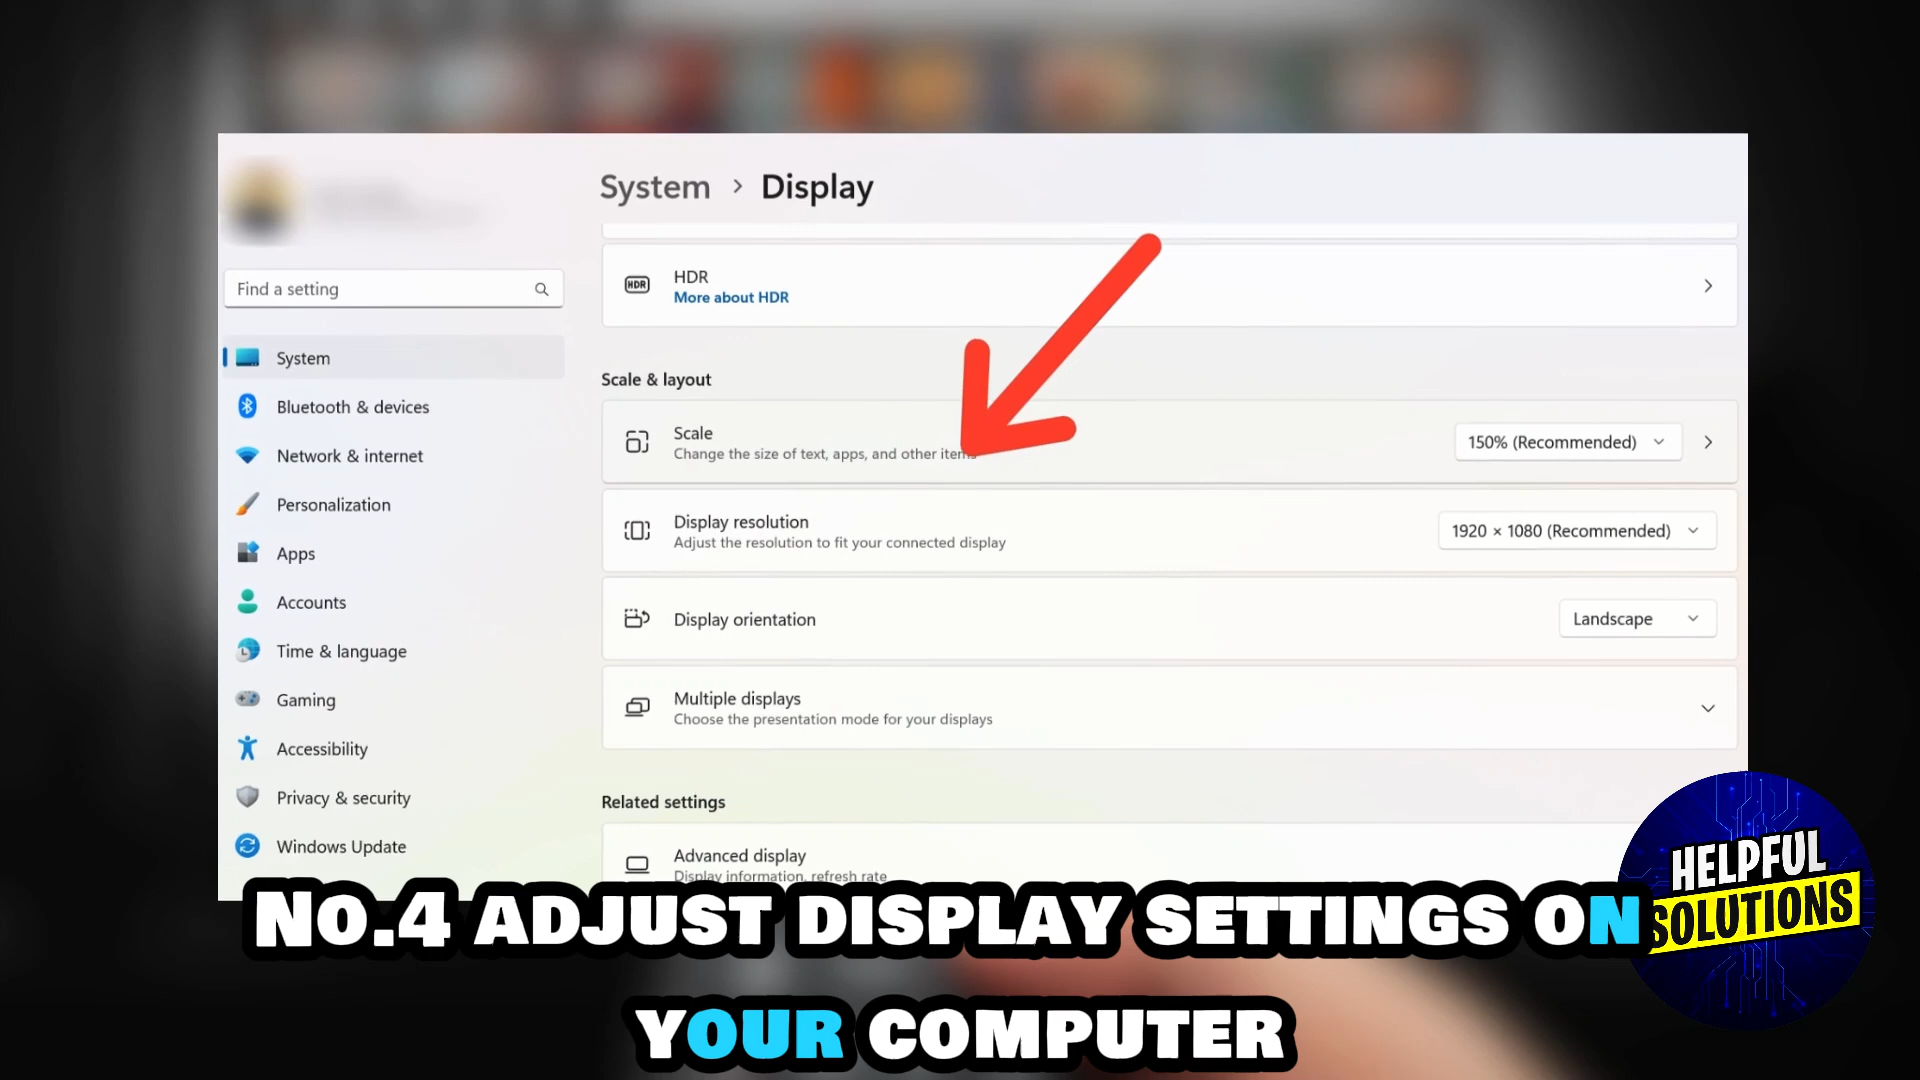 System > Display
Find a setting
HDR
HDR
More about HDR
System
Bluetooth & devices
Network & internet
Personalization
Apps
Accounts
Time & language
Gaming
Accessibility
Privacy & security
Windows Update
Scale & layout
Scale
Change the size of text, apps, and other items
150% (Recommended)
Display resolution
Adjust the resolution to fit your connected display
1920 × 1080 (Recommended)
Display orientation
Landscape
Multiple displays
Choose the presentation mode for your displays
Related settings
Advanced display
Display information, refresh rate
HELPFUL
SOLUTIONS
No.4 ADJUST DISPLAY SETTINGS ON
YOUR COMPUTER